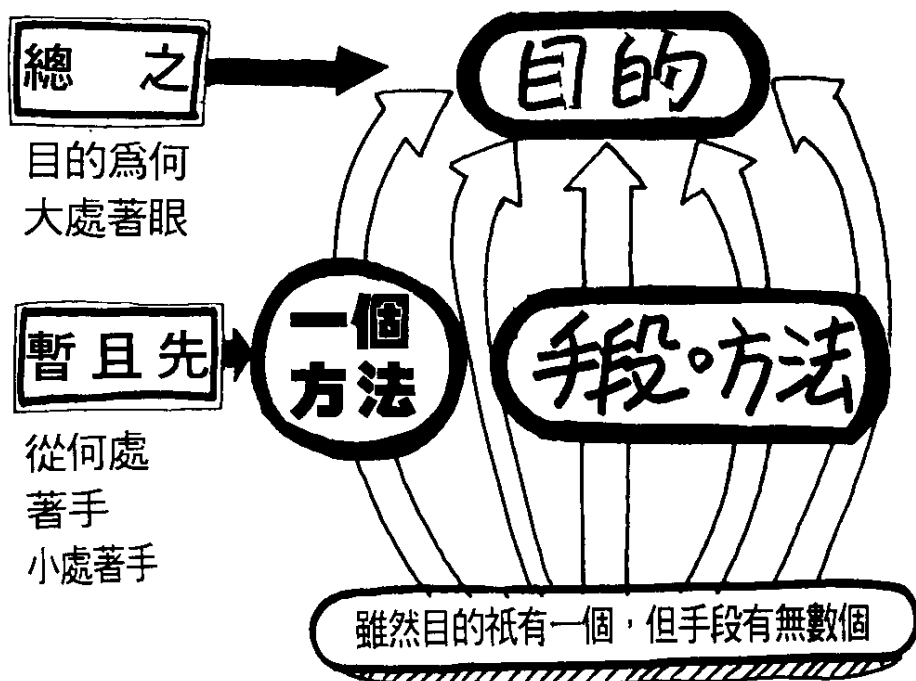 總之
目的
目的爲何
大處著眼
暫且先
一個
方法
手段。方法
從何處
著手
小處著手
雖然目的祇有一個，但手段有無數個